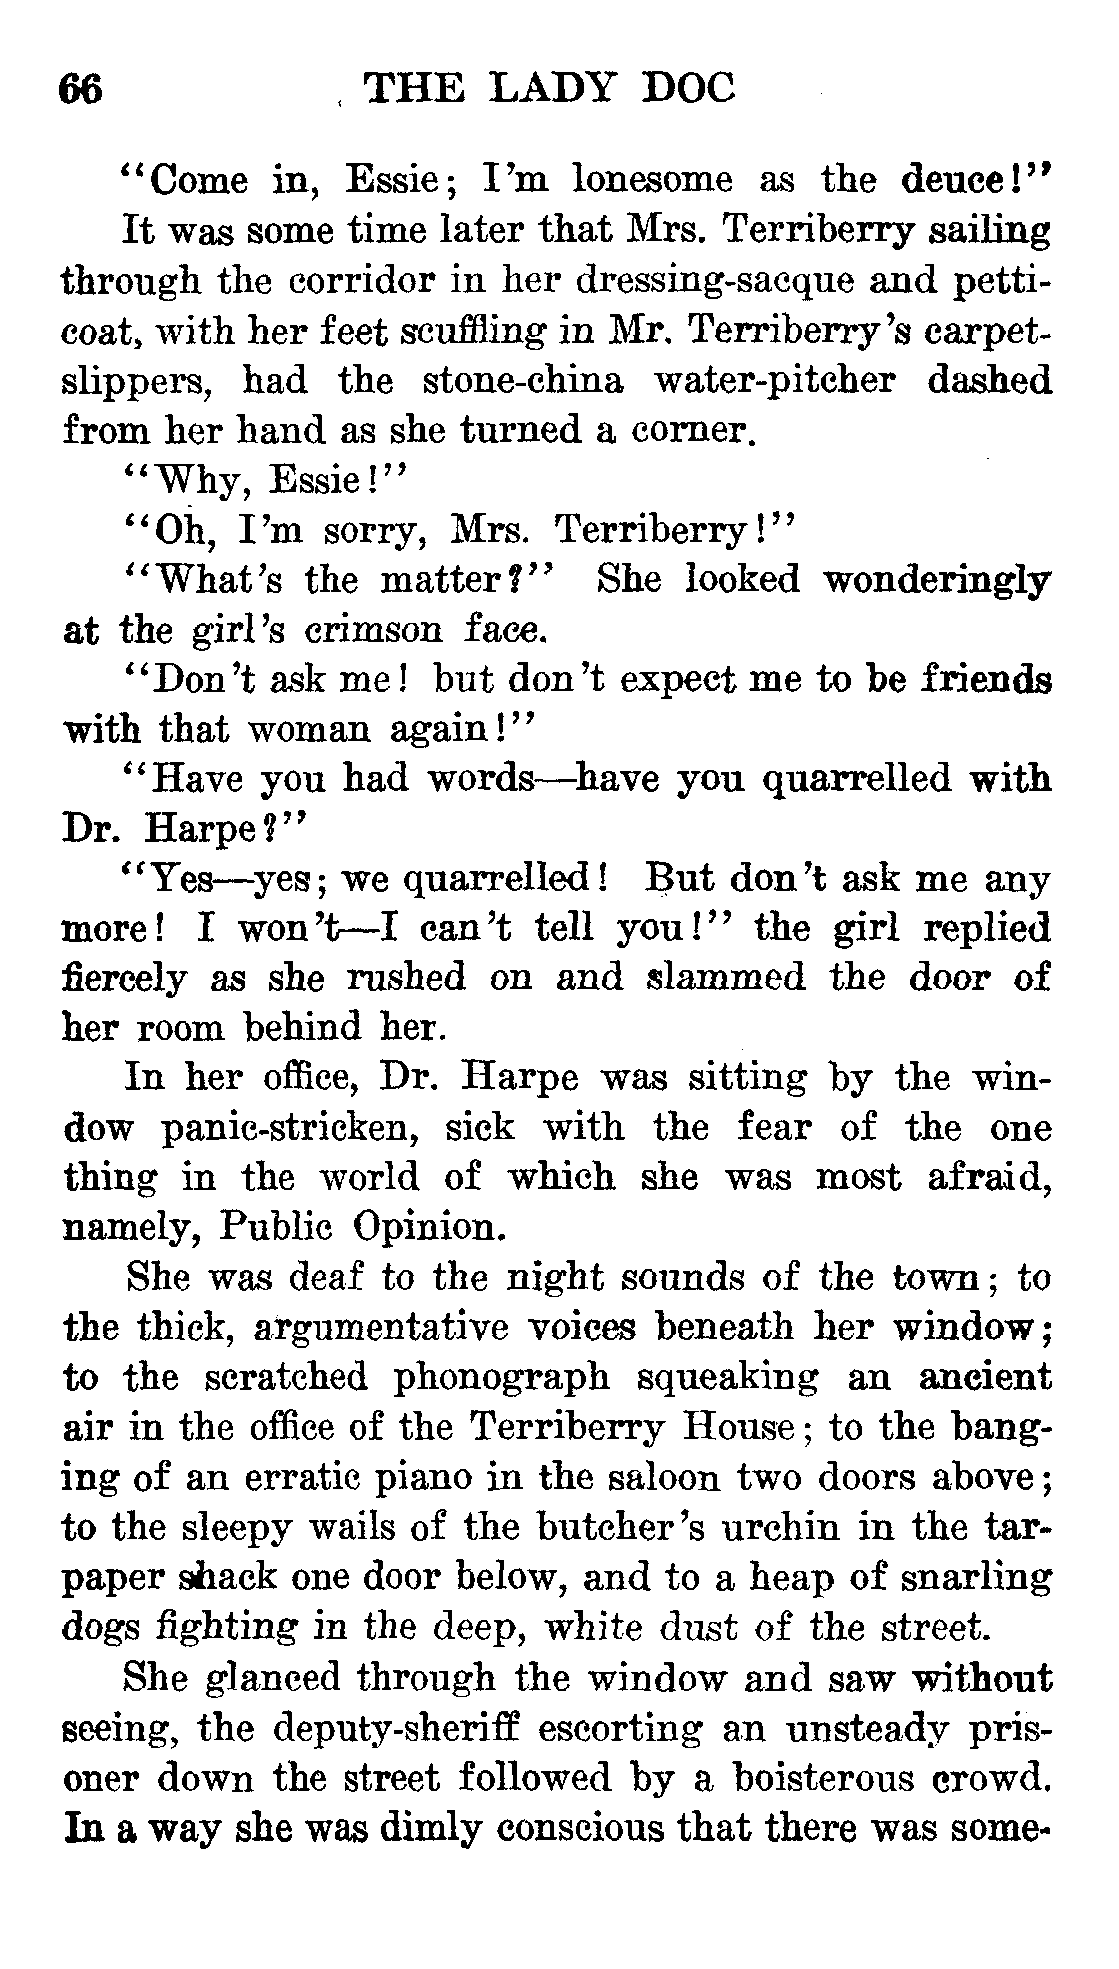 66 THE LADY DOC
"Come in, Essie; I'm lonesome as the deuce!"
It was some time later that Mrs. Terriberry sailing
through the corridor in her dressing-sacque and petti-
coat, with her feet scuffling in Mr. Terriberry's carpet-
slippers, had the stone-china water-pitcher dashed
from her hand as she turned a corner.
"Why, Essie!"
"Oh, I'm sorry, Mrs. Terriberry!"
"What's the matter?" She looked wonderingly
at the girl's crimson face.
"Don't ask me! but don't expect me to be friends
with that woman again!"
"Have you had words—have you quarrelled with
Dr. Harpe?"
"Yes—yes; we quarrelled! But don't ask me any
more! I won't—I can't tell you!" the girl replied
fiercely as she rushed on and slammed the door of
her room behind her.
In her office, Dr. Harpe was sitting by the win-
dow panic-stricken, sick with the fear of the one
thing in the world of which she was most afraid,
namely, Public Opinion.
She was deaf to the night sounds of the town; to
the thick, argumentative voices beneath her window;
to the scratched phonograph squeaking an ancient
air in the office of the Terriberry House; to the bang-
ing of an erratic piano in the saloon two doors above;
to the sleepy wails of the butcher's urchin in the tar-
paper shack one door below, and to a heap of snarling
dogs fighting in the deep, white dust of the street.
She glanced through the window and saw without
seeing, the deputy-sheriff escorting an unsteady pris-
oner down the street followed by a boisterous crowd.
In a way she was dimly conscious that there was some-